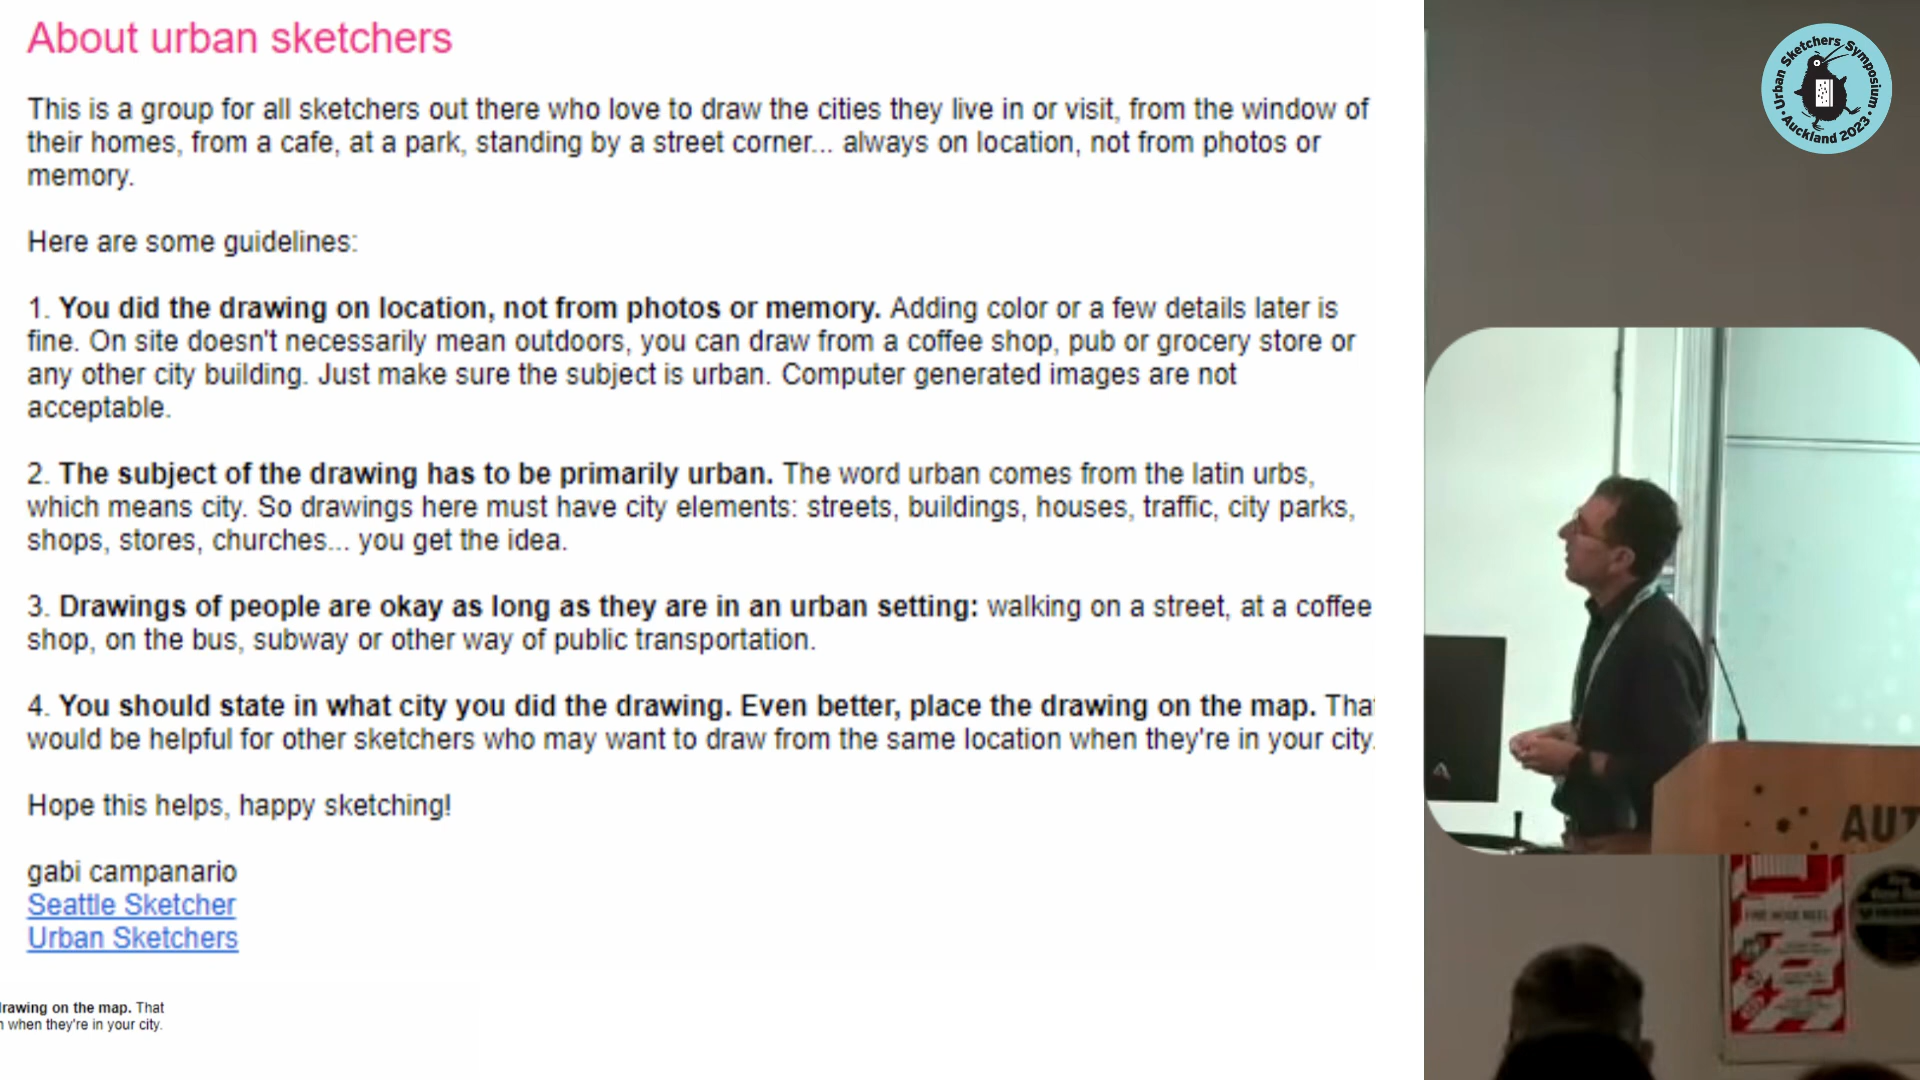 About urban sketchers
This is a group for all sketchers out there who love to draw the cities they live in or visit, from the window of
their homes, from a cafe, at a park, standing by a street corner... always on location, not from photos or
memory.
Here are some guidelines:
1. You did the drawing on location, not from photos or memory. Adding color or a few details later is
fine. On site doesn't necessarily mean outdoors, you can draw from a coffee shop, pub or grocery store or
any other city building. Just make sure the subject is urban. Computer generated images are not
acceptable.
2. The subject of the drawing has to be primarily urban. The word urban comes from the latin urbs,
which means city. So drawings here must have city elements: streets, buildings, houses, traffic, city parks,
shops, stores, churches... you get the idea.
3. Drawings of people are okay as long as they are in an urban setting: walking on a street, at a coffee
shop, on the bus, subway or other way of public transportation.
4. You should state in what city you did the drawing. Even better, place the drawing on the map. That
would be helpful for other sketchers who may want to draw from the same location when they're in your city.
Hope this helps, happy sketching!
gabi campanario
Seattle Sketcher
Urban Sketchers
rawing on the map. That
n when they're in your city.
Urban Sketchers Symposium
Auckland 2023
AUT
FIRE HOSE REEL